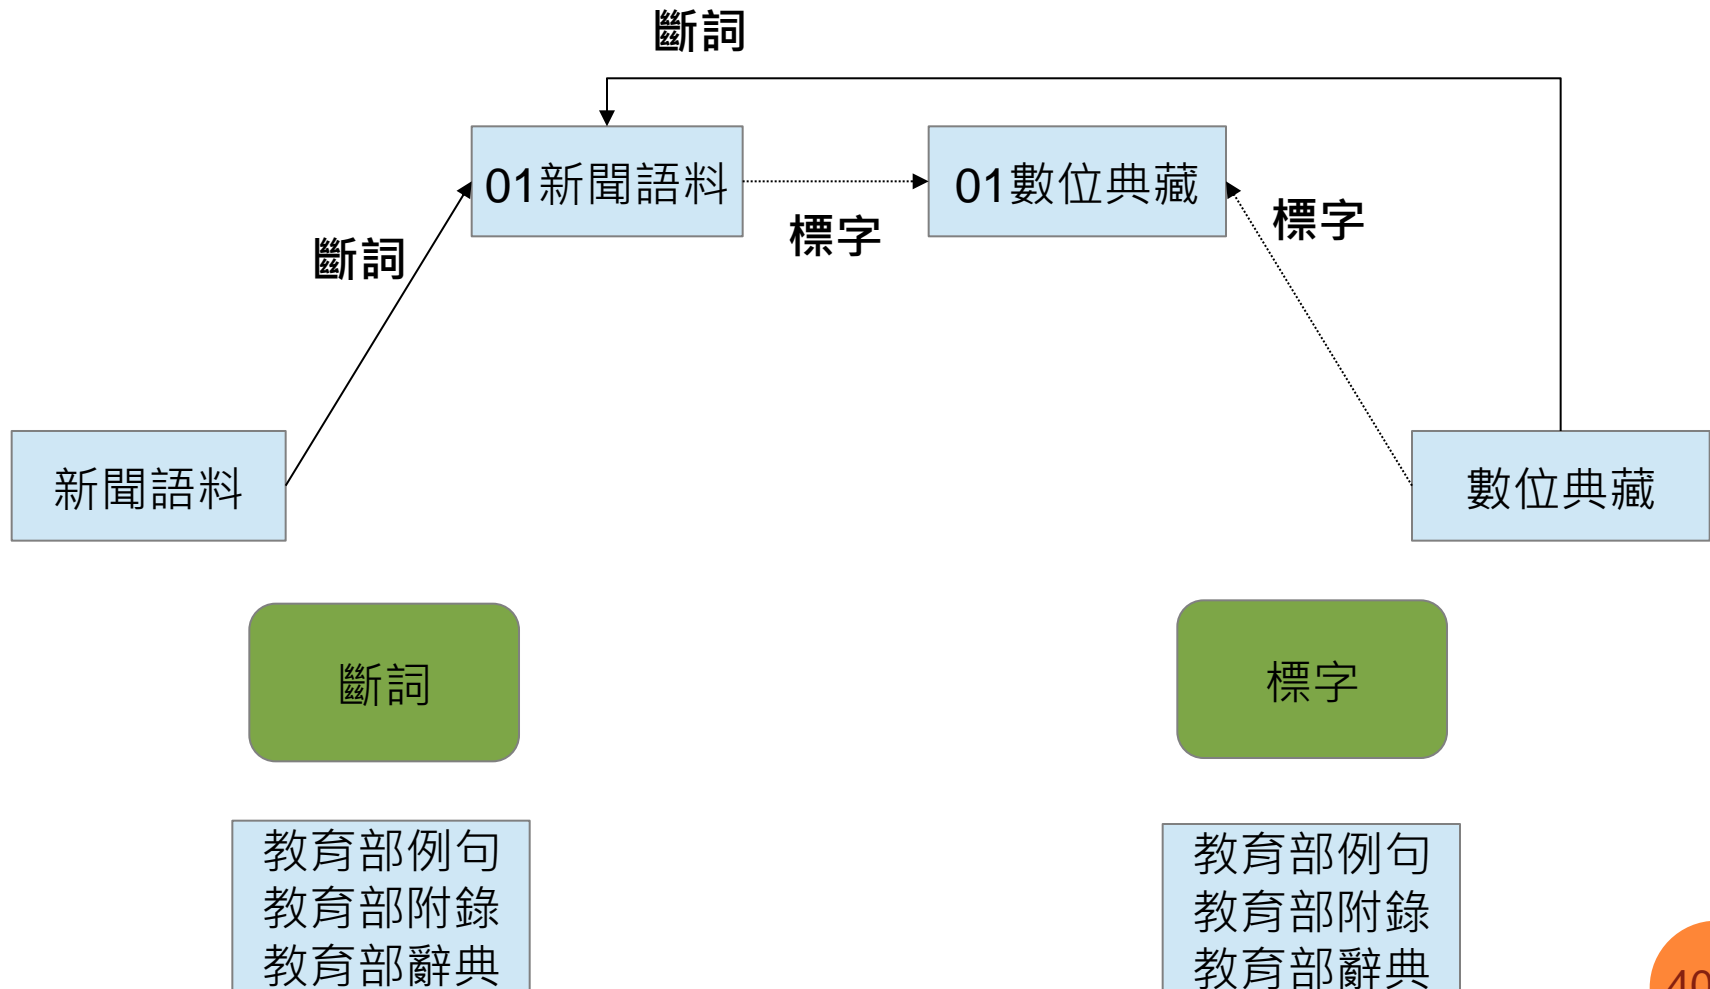 斷詞
01新聞語料
01數位典藏
標字
標字
斷詞
新聞語料
數位典藏
斷詞
標字
教育部例句
教育部附錄
教育部辭典
教育部例句
教育部附錄
教育部辭典
40